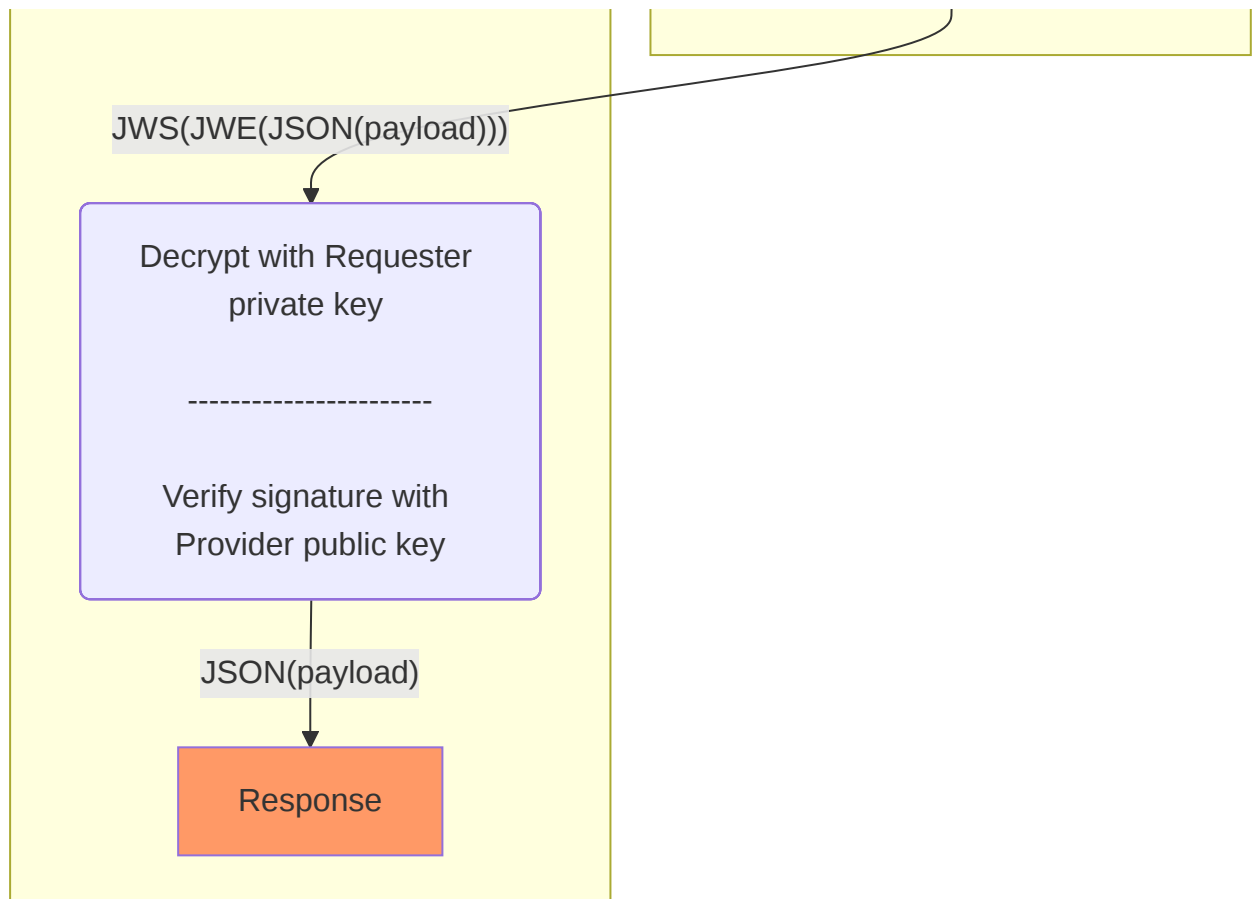 JWS(JWE(JSON(payload)))
Decrypt with Requester
private key
-----------------------
Verify signature with
Provider public key
JSON(payload)
Response